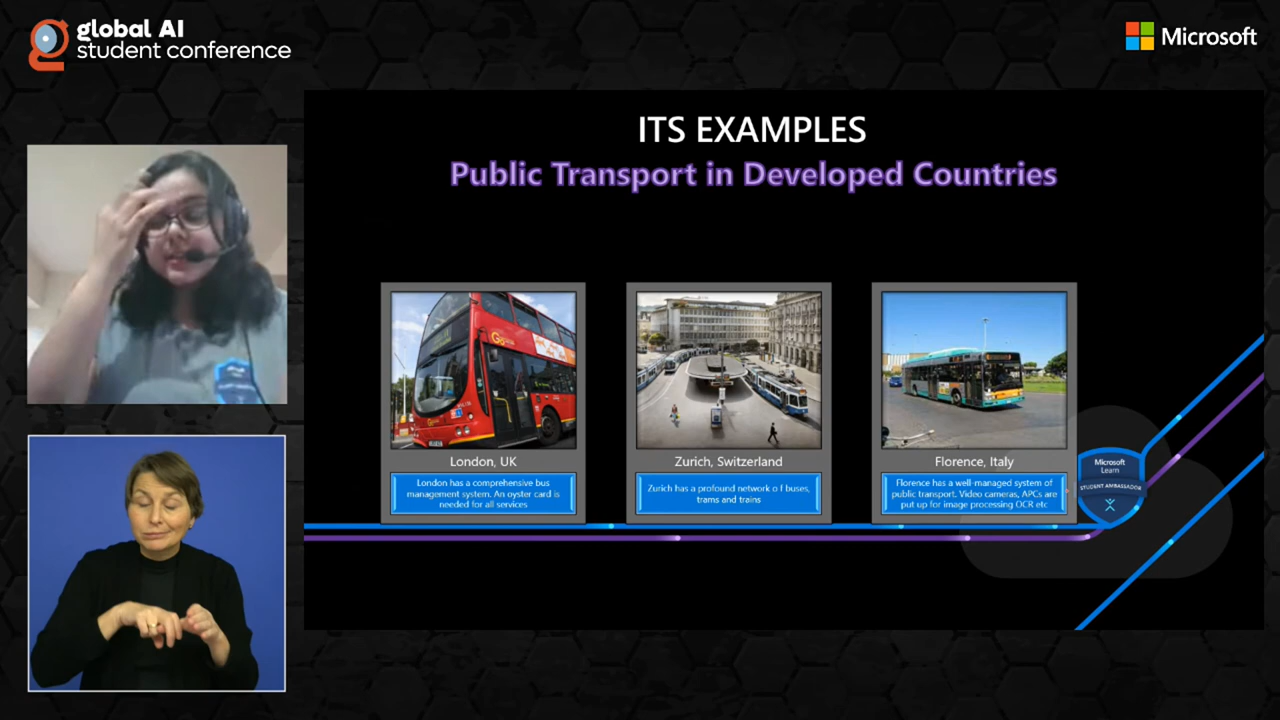 global AI
student conference
Microsoft
ITS EXAMPLES
Public Transport in Developed Countries
London, UK
London has a comprehensive bus
management system. An oyster card is
needed for all services
Zurich, Switzerland
Zurich has a profound network o f buses,
trams and trains
Florence, Italy
Florence has a well-managed system of
public transport. Video cameras, APCs are
put up for image processing OCR etc
Microsoft
Learn
STUDENT AMBASSADOR